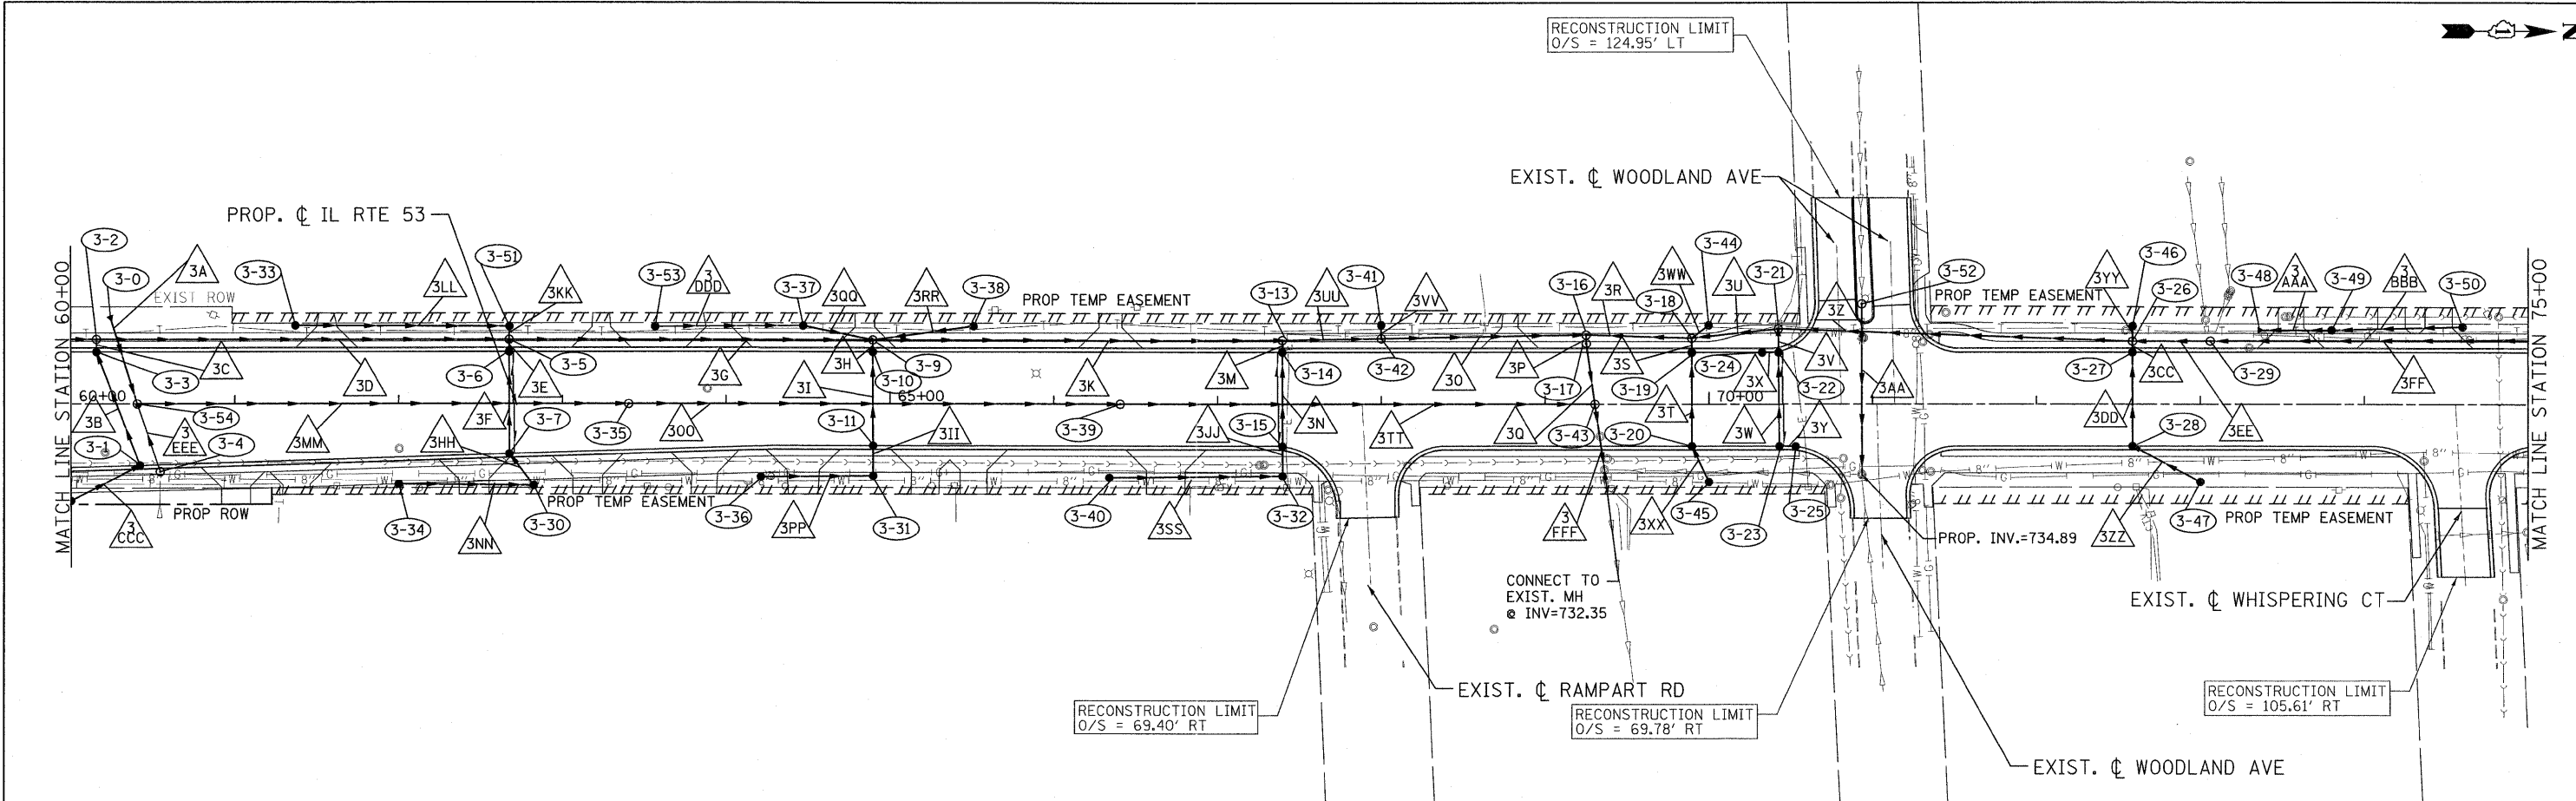 RECONSTRUCTION LIMIT
O/S = 124.95' LT
N
EXIST. ℄ WOODLAND AVE
PROP. ℄ IL RTE 53
3-2
3-0
3A
3-33
3LL
3-51
3KK
3-53
3 DDD
3-37
3QQ
3RR
3-38
PROP TEMP EASEMENT
3-13
3UU
3-41
3VV
3-16
3R
3-18
3WW
3-44
3U
3-21
3-52
PROP TEMP EASEMENT
3YY
3-46
3-26
3-48
3 AAA
3-49
3 BBB
3-50
EXIST ROW
MATCH LINE STATION 60+00
MATCH LINE STATION 75+00
3-3
3C
3D
3-6
3E
3-5
3G
3H
3-10
3-9
3I
3K
3M
3-14
3-42
3O
3P
3-17
3S
3-19
3-24
3X
3Z
3V
3-22
3AA
3-27
3CC
3-29
3FF
60+00
65+00
70+00
3B
3-1
3 EEE
3-54
3-4
3MM
3HH
3F
3-7
3-35
3OO
3-11
3II
3-39
3JJ
3-15
3N
3TT
3Q
3-43
3T
3-20
3W
3Y
3DD
3-28
3EE
3 CCC
PROP ROW
3-34
3NN
3-30
PROP TEMP EASEMENT
3-36
3PP
3-31
3-40
3SS
3-32
3 FFF
3XX
3-45
3-23
3-25
PROP. INV.=734.89
3ZZ
3-47
PROP TEMP EASEMENT
CONNECT TO
EXIST. MH
@ INV=732.35
EXIST. ℄ WHISPERING CT
EXIST. ℄ RAMPART RD
RECONSTRUCTION LIMIT
O/S = 69.40' RT
RECONSTRUCTION LIMIT
O/S = 69.78' RT
RECONSTRUCTION LIMIT
O/S = 105.61' RT
EXIST. ℄ WOODLAND AVE